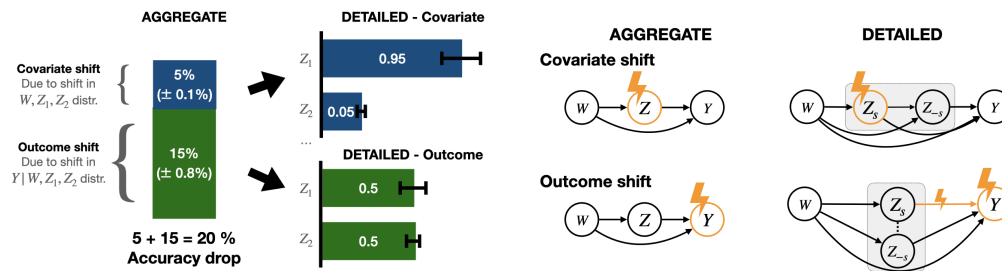 AGGREGATE
Covariate shift
Due to shift in
W, Z₁, Z₂ distr.
5%
(± 0.1%)
Outcome shift
Due to shift in
Y | W, Z₁, Z₂ distr.
15%
(± 0.8%)
5 + 15 = 20 %
Accuracy drop
DETAILED - Covariate
Z₁ 0.95
Z₂ 0.05
...
DETAILED - Outcome
Z₁ 0.5
Z₂ 0.5
AGGREGATE DETAILED
Covariate shift
W Z Y
W Zₛ Z₋ₛ Y
Outcome shift
W Z Y
W Zₛ Y
Z₋ₛ